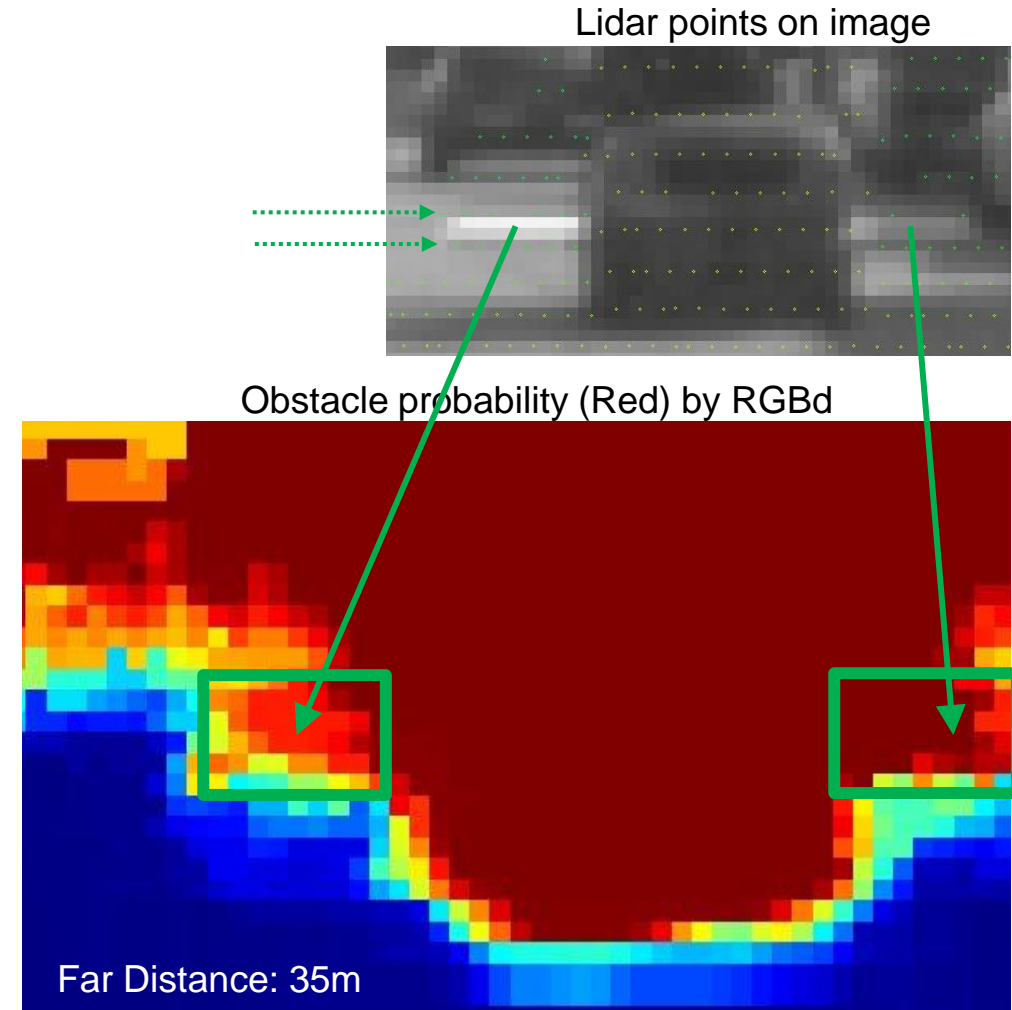 Lidar points on image
Obstacle probability (Red) by RGBd
Far Distance: 35m